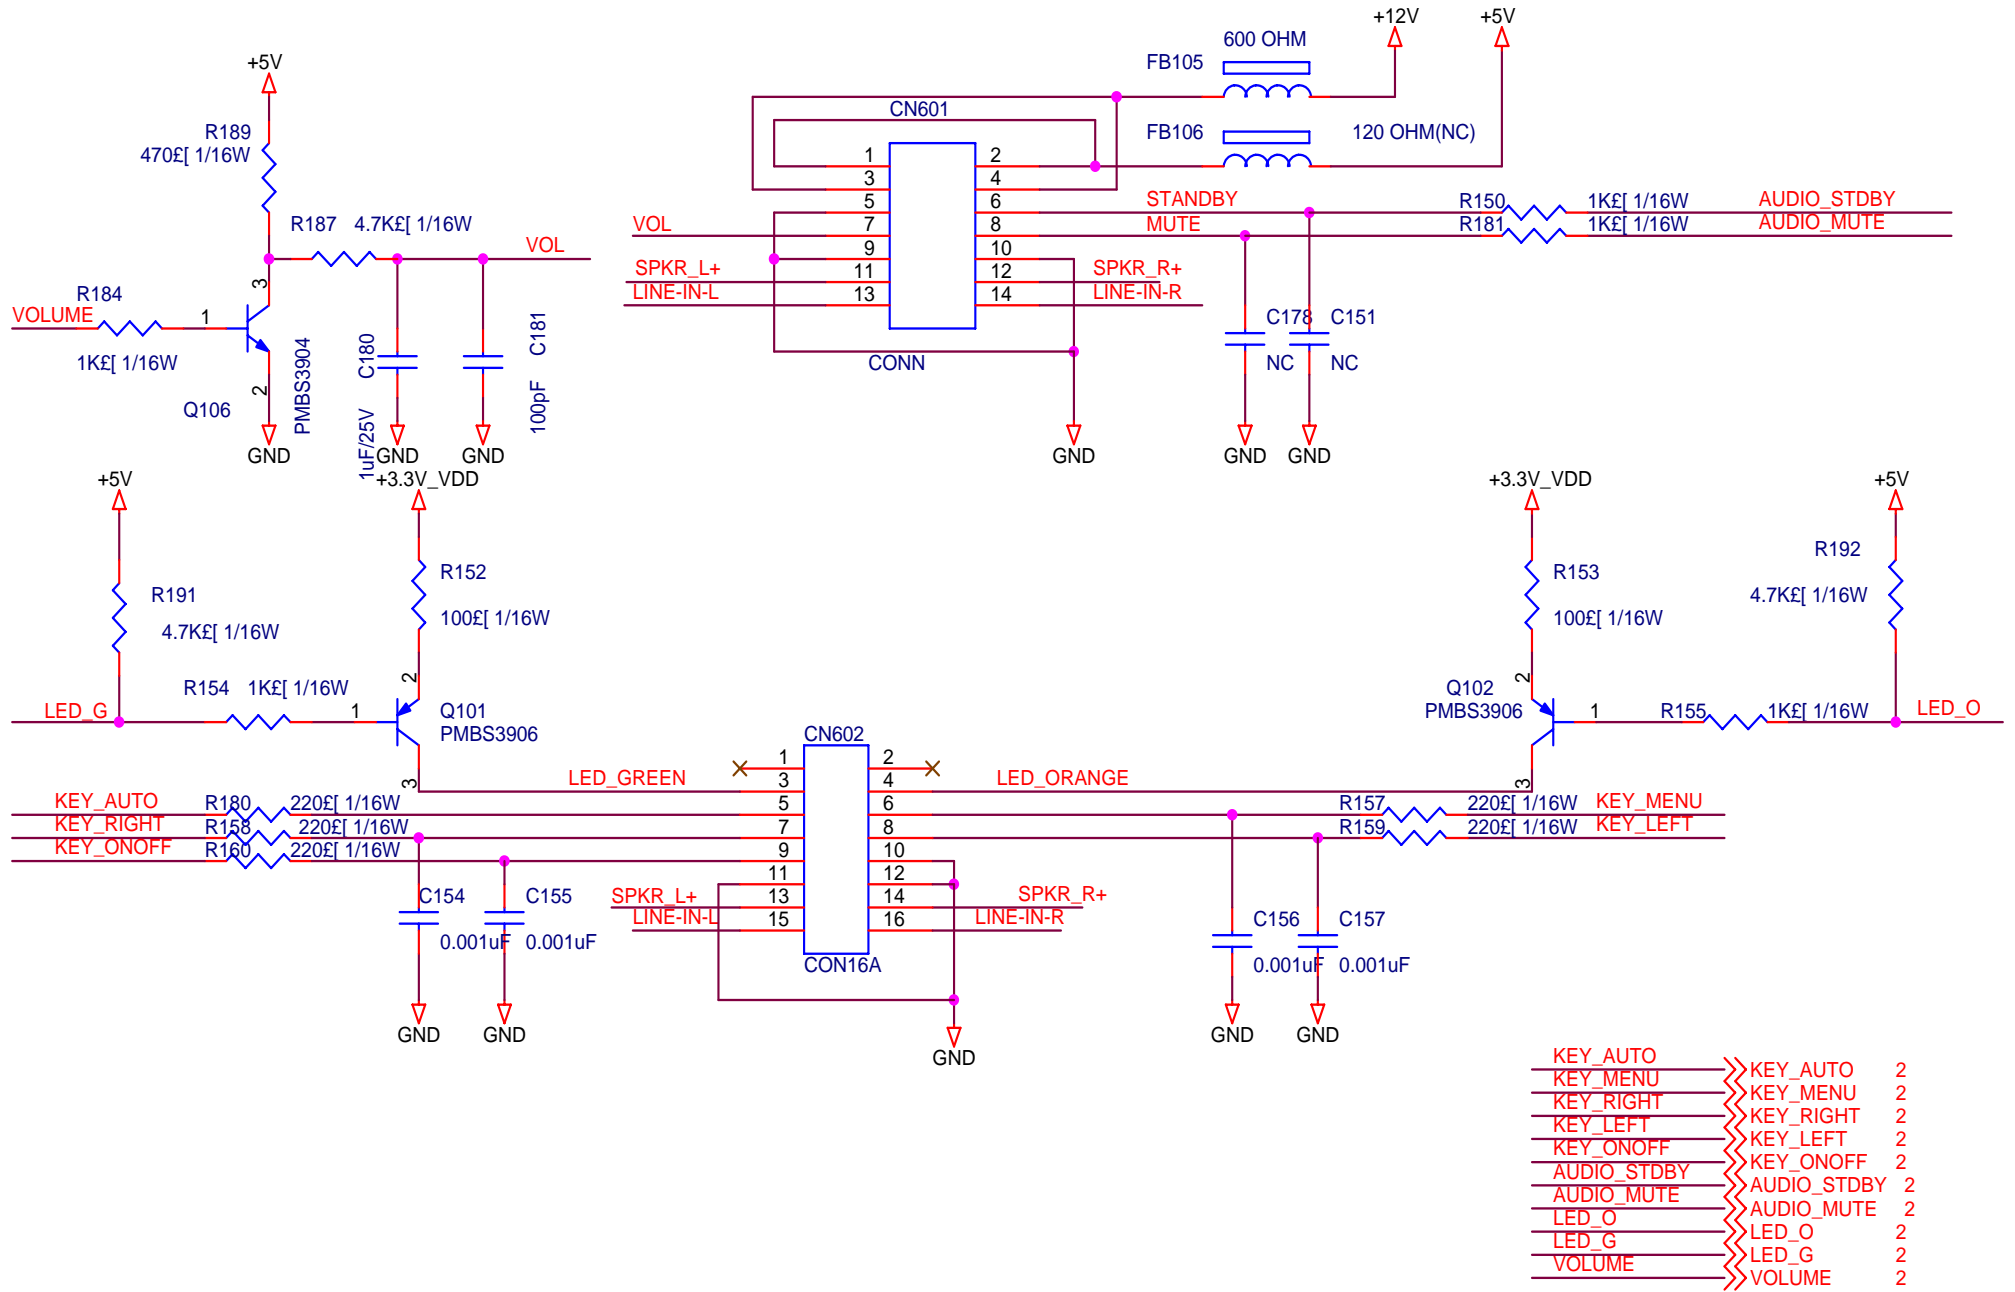 +12V
+5V
600 OHM
FB105
+5V
CN601
R189
470£[ 1/16W
FB106
120 OHM(NC)
1
2
3
4
5
6
7
8
9
10
11
12
13
14
STANDBY
R150
1K£[ 1/16W
AUDIO_STDBY
VOL
MUTE
R181
1K£[ 1/16W
AUDIO_MUTE
R187
4.7K£[ 1/16W
VOL
SPKR_L+
SPKR_R+
LINE-IN-L
LINE-IN-R
3
R184
VOLUME
1
1K£[ 1/16W
2
Q106
PMBS3904
C180
1uF/25V
C181
100pF
C178
NC
C151
NC
CONN
GND
GND
GND
GND
GND
GND
+5V
+3.3V_VDD
+3.3V_VDD
+5V
R152
100£[ 1/16W
R191
4.7K£[ 1/16W
R153
100£[ 1/16W
R192
4.7K£[ 1/16W
2
R154
1K£[ 1/16W
LED_G
1
Q101
PMBS3906
3
2
Q102
PMBS3906
1
R155
1K£[ 1/16W
LED_O
3
CN602
1
2
3
4
5
6
7
8
9
10
11
12
13
14
15
16
LED_GREEN
LED_ORANGE
KEY_AUTO
R180
220£[ 1/16W
KEY_RIGHT
R158
220£[ 1/16W
KEY_ONOFF
R160
220£[ 1/16W
R157
220£[ 1/16W
KEY_MENU
R159
220£[ 1/16W
KEY_LEFT
SPKR_L+
SPKR_R+
LINE-IN-L
LINE-IN-R
C154
0.001uF
C155
0.001uF
C156
0.001uF
C157
0.001uF
CON16A
GND
GND
GND
GND
GND
KEY_AUTO
KEY_AUTO 2
KEY_MENU
KEY_MENU 2
KEY_RIGHT
KEY_RIGHT 2
KEY_LEFT
KEY_LEFT 2
KEY_ONOFF
KEY_ONOFF 2
AUDIO_STDBY
AUDIO_STDBY 2
AUDIO_MUTE
AUDIO_MUTE 2
LED_O
LED_O 2
LED_G
LED_G 2
VOLUME
VOLUME 2